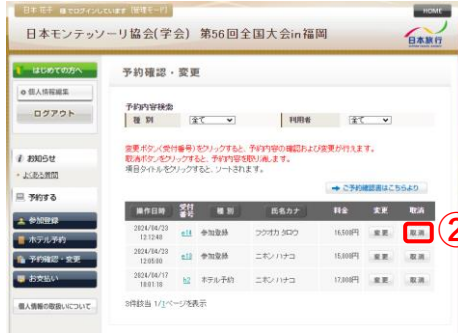 日本 花子 様 でログインしています [管理モード]
HOME
日本モンテッソーリ協会(学会) 第56回全国大会in福岡
日本旅行
はじめての方へ
個人情報編集
ログアウト
お知らせ
よくある質問
予約する
参加登録
ホテル予約
予約確認・変更
お支払い
個人情報の取扱いについて
予約確認・変更
予約内容検索
種 別 全て 利用者 全て
変更ボタン(受付番号)をクリックすると、予約内容の確認および変更が行えます。
取消ボタンをクリックすると、予約内容を取り消します。
項目タイトルをクリックすると、ソートされます。
ご予約確認書はこちらより
操作日時 受付番号 種 別 氏名カナ 料金 変更 取消
2024/04/23 12:12:48 e14 参加登録 フクオカ タロウ 16,500円 変 更 取 消
2024/04/23 12:05:00 e13 参加登録 ニホン ハナコ 15,000円 変 更 取 消
2024/04/17 18:01:18 h2 ホテル予約 ニホン ハナコ 17,000円 変 更 取 消
3件該当 1/1ページを表示